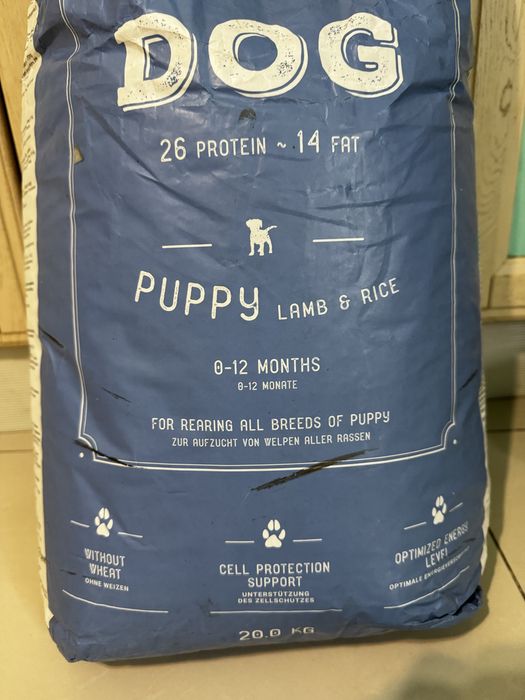 DOG
26 PROTEIN ~ 14 FAT
PUPPY LAMB & RICE
0-12 MONTHS
0-12 MONATE
FOR REARING ALL BREEDS OF PUPPY
ZUR AUFZUCHT VON WELPEN ALLER RASSEN
WITHOUT
WHEAT
OHNE WEIZEN
CELL PROTECTION
SUPPORT
UNTERSTÜTZUNG
DES ZELLSCHUTZES
OPTIMIZED ENERGY
LEVEL
OPTIMALE
20.0 KG